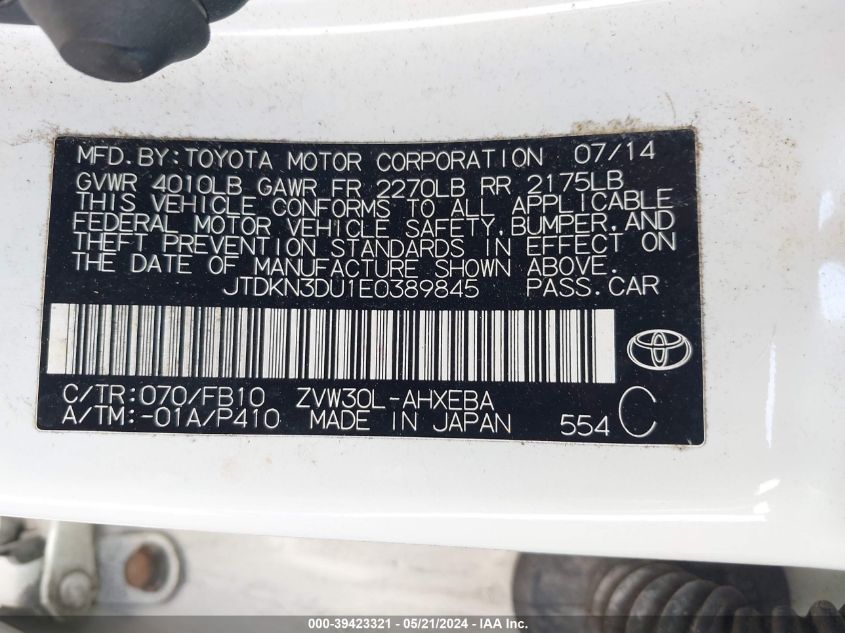 MFD.BY:TOYOTA MOTOR CORPORATION 07/14
GVWR 4010LB GAWR FR 2270LB RR 2175LB
THIS VEHICLE CONFORMS TO ALL APPLICABLE
FEDERAL MOTOR VEHICLE SAFETY,BUMPER,AND
THEFT PREVENTION STANDARDS IN EFFECT ON
THE DATE OF MANUFACTURE SHOWN ABOVE.
JTDKN3DU1E0389845 PASS.CAR
C/TR:070/FB10 ZVW30L-AHXEBA
A/TM:-01A/P410 MADE IN JAPAN 554 C
000-39423321 - 05/21/2024 - IAA Inc.